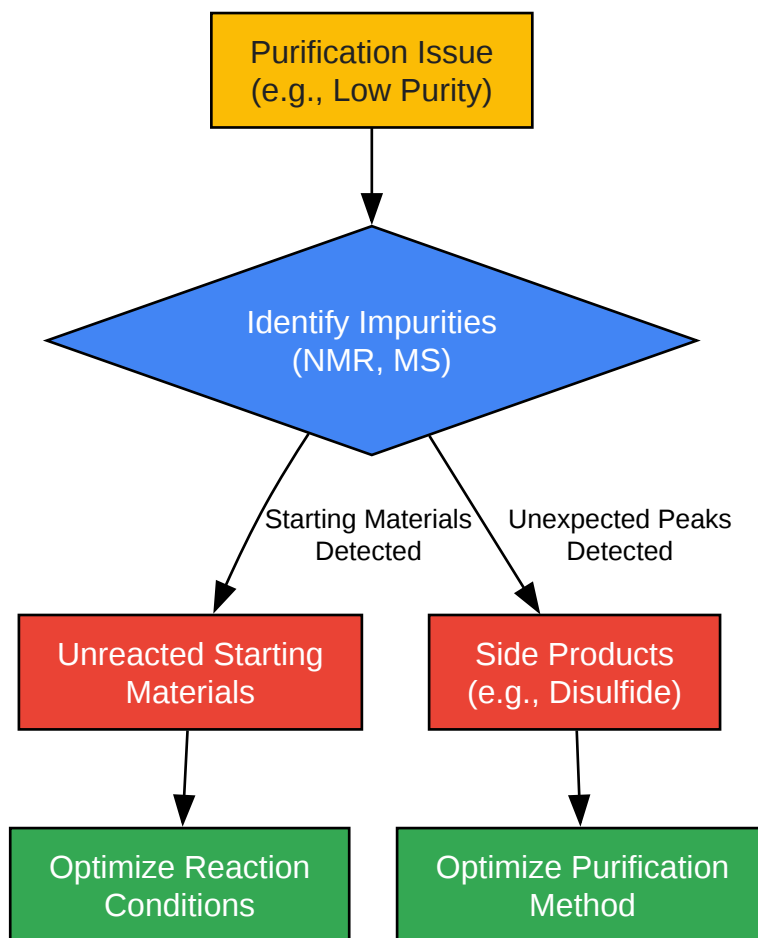 Purification Issue
(e.g., Low Purity)
Identify Impurities
(NMR, MS)
Starting Materials
Detected
Unexpected Peaks
Detected
Unreacted Starting
Materials
Side Products
(e.g., Disulfide)
Optimize Reaction
Conditions
Optimize Purification
Method